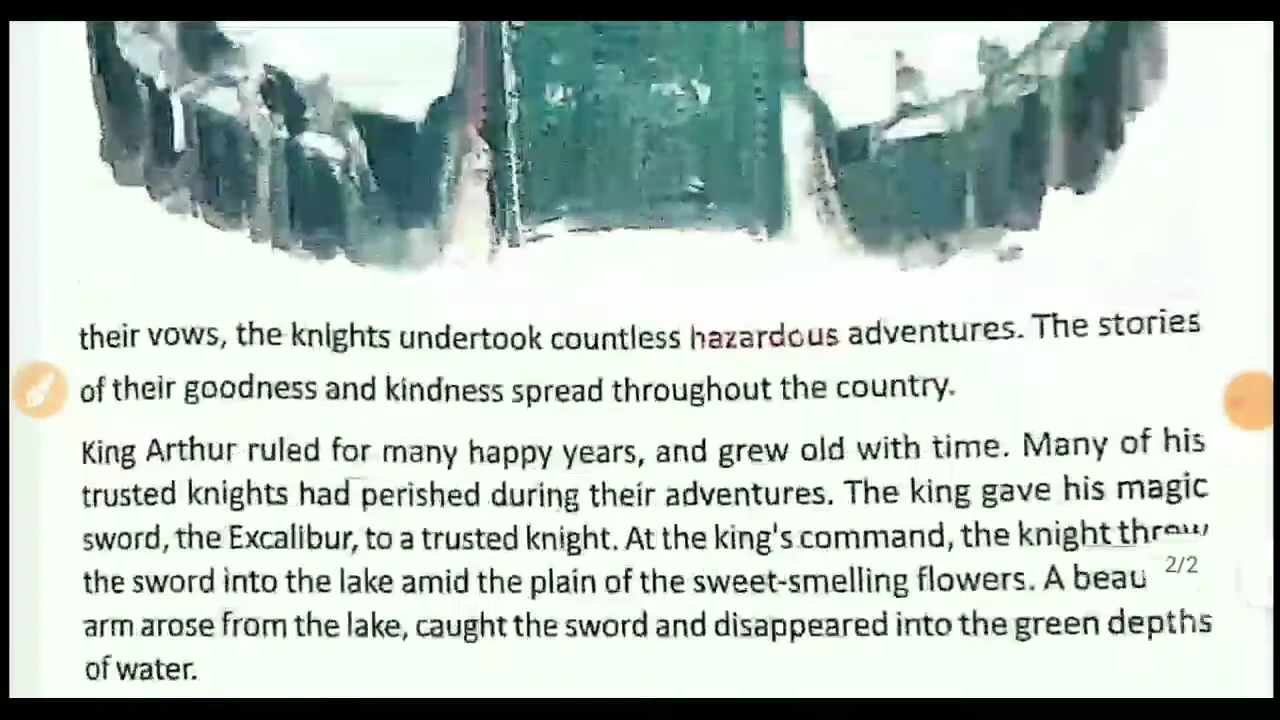 their vows, the knights undertook countless hazardous adventures. The stories
of their goodness and kindness spread throughout the country.
King Arthur ruled for many happy years, and grew old with time. Many of his
trusted knights had perished during their adventures. The king gave his magic
sword, the Excalibur, to a trusted knight. At the king's command, the knight threw
the sword into the lake amid the plain of the sweet-smelling flowers. A beau
2/2
arm arose from the lake, caught the sword and disappeared into the green depths
of water.